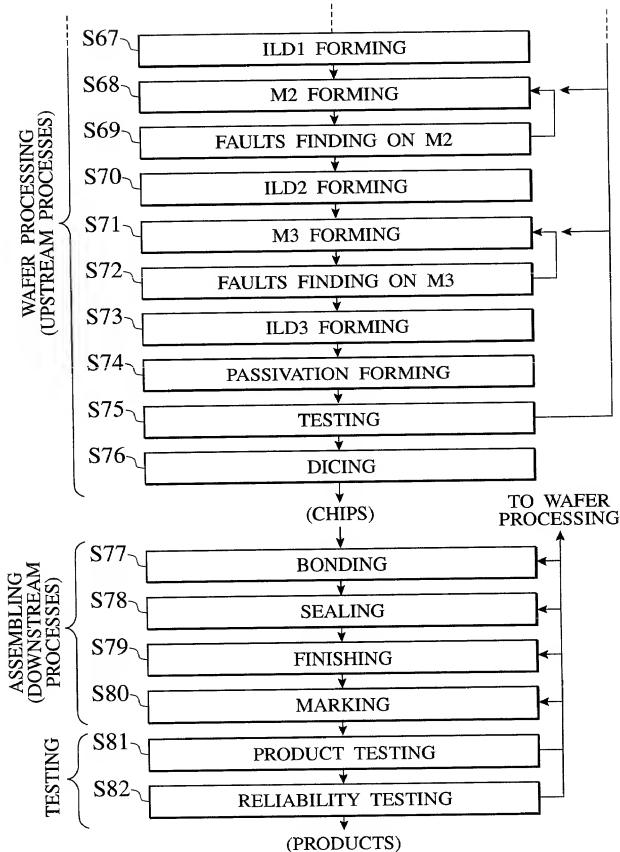 S67
ILD1 FORMING
S68
M2 FORMING
S69
FAULTS FINDING ON M2
S70
ILD2 FORMING
S71
M3 FORMING
S72
FAULTS FINDING ON M3
S73
ILD3 FORMING
S74
PASSIVATION FORMING
S75
TESTING
S76
DICING
WAFER PROCESSING
(UPSTREAM PROCESSES)
(CHIPS)
TO WAFER
PROCESSING
S77
BONDING
S78
SEALING
S79
FINISHING
S80
MARKING
ASSEMBLING
(DOWNSTREAM
PROCESSES)
S81
PRODUCT TESTING
S82
RELIABILITY TESTING
TESTING
(PRODUCTS)